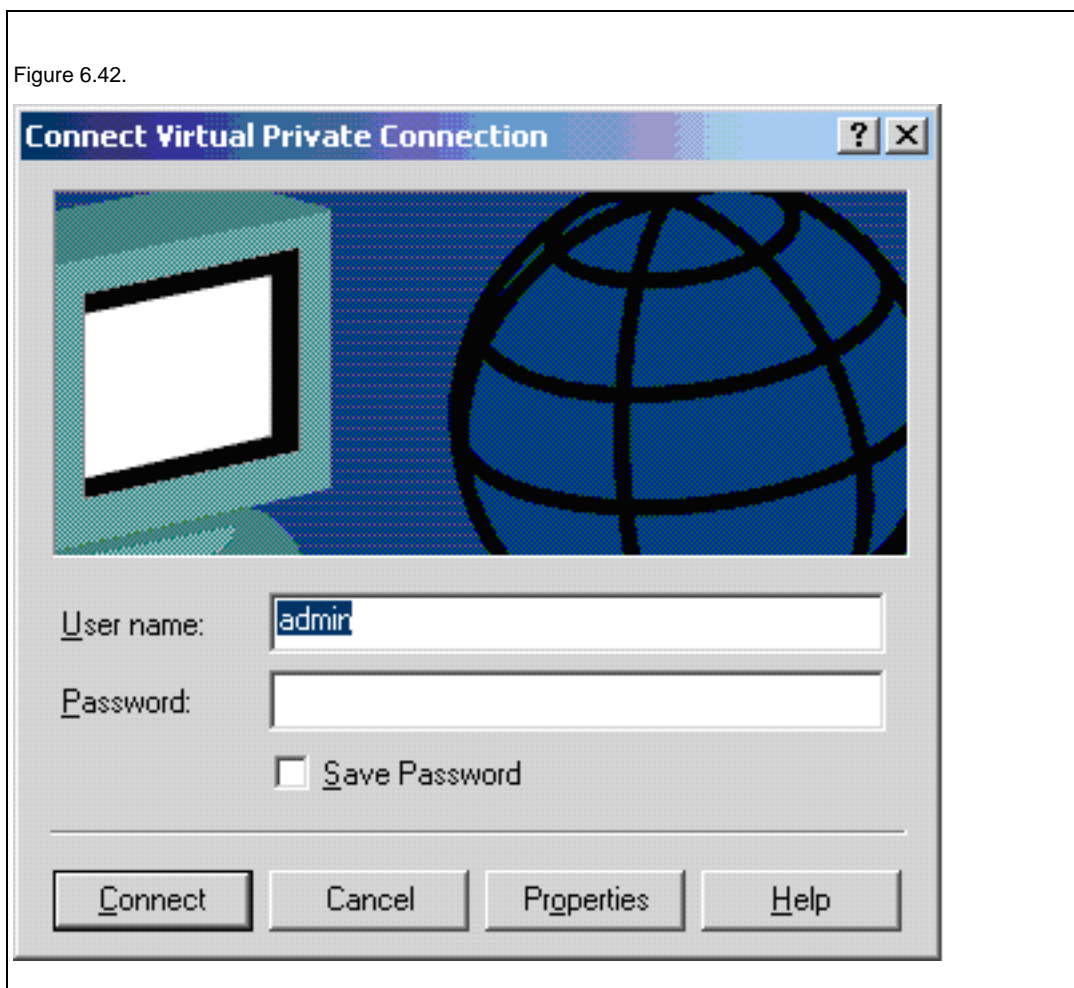 Figure 6.42.
Connect Virtual Private Connection
User name: admin
Password:
Save Password
Connect Cancel Properties Help